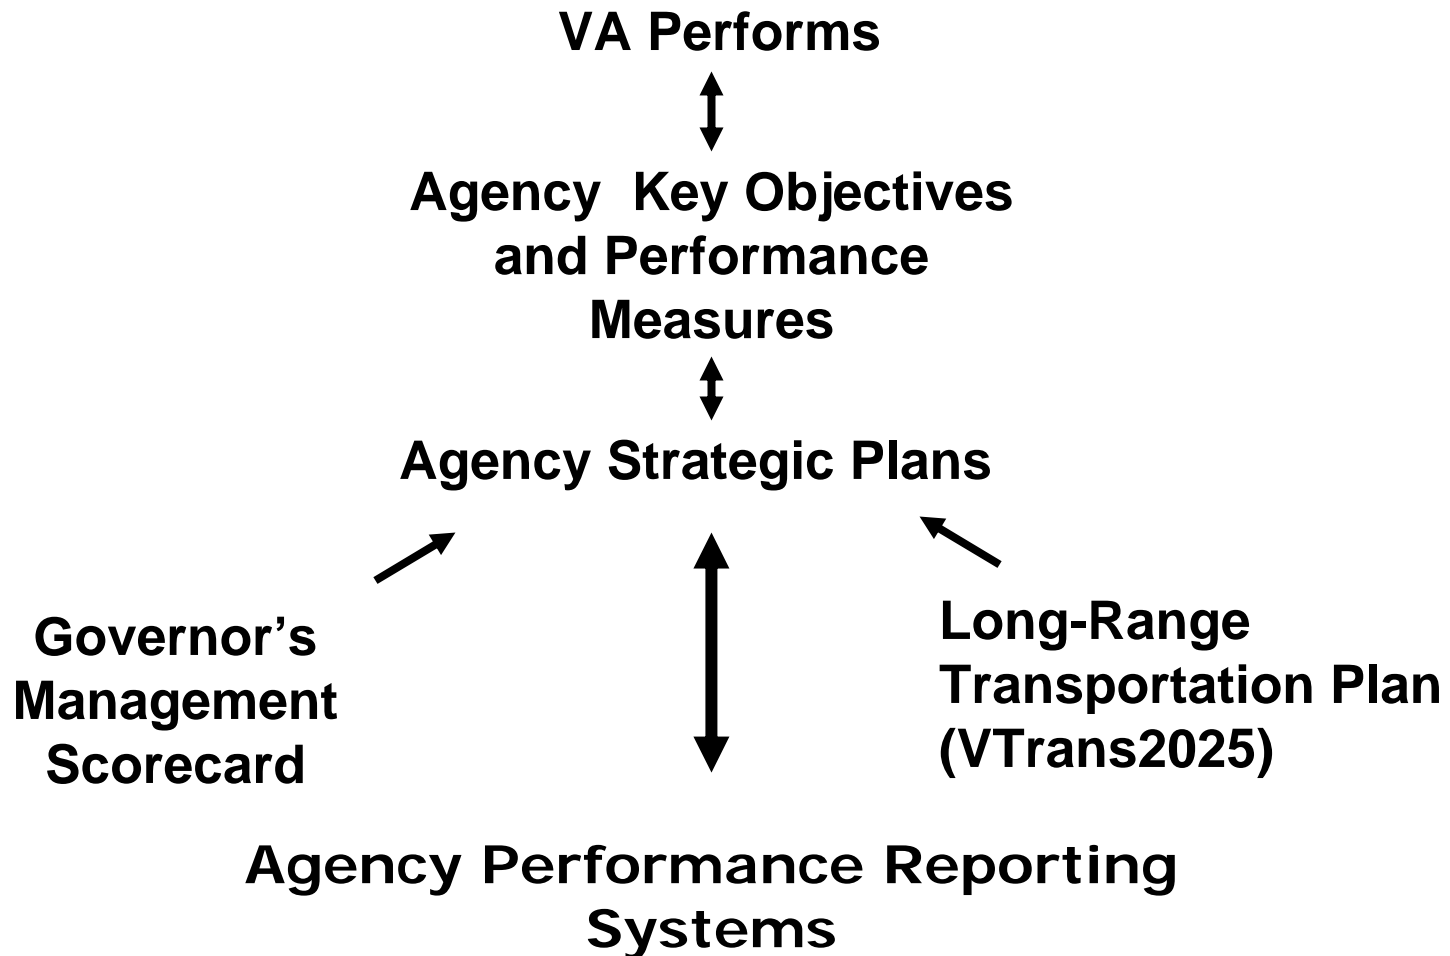 VA Performs
Agency  Key Objectives
and Performance
Measures
Agency Strategic Plans
Governor’s
Management
Scorecard
Long-Range
Transportation Plan
(VTrans2025)
Agency Performance Reporting
Systems